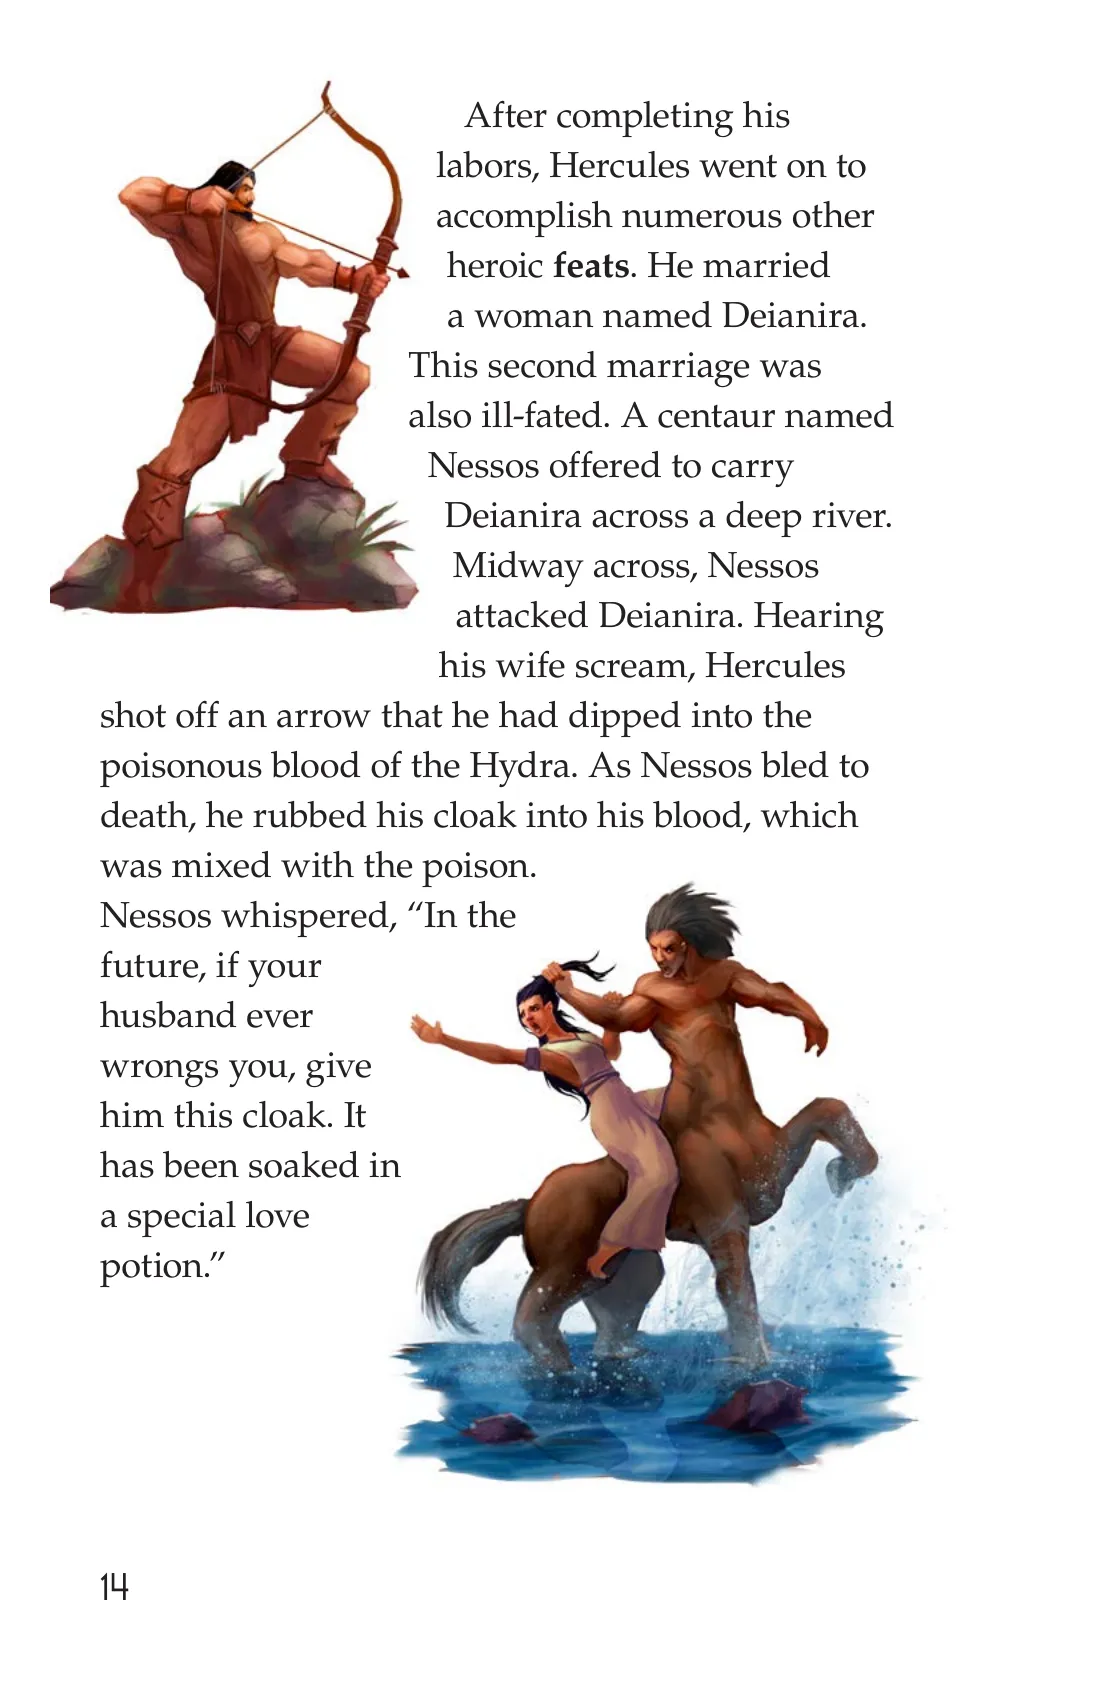 After completing his
labors, Hercules went on to
accomplish numerous other
heroic feats. He married
a woman named Deianira.
This second marriage was
also ill-fated. A centaur named
Nessos offered to carry
Deianira across a deep river.
Midway across, Nessos
attacked Deianira. Hearing
his wife scream, Hercules
shot off an arrow that he had dipped into the
poisonous blood of the Hydra. As Nessos bled to
death, he rubbed his cloak into his blood, which
was mixed with the poison.
Nessos whispered, “In the
future, if your
husband ever
wrongs you, give
him this cloak. It
has been soaked in
a special love
potion.”
14